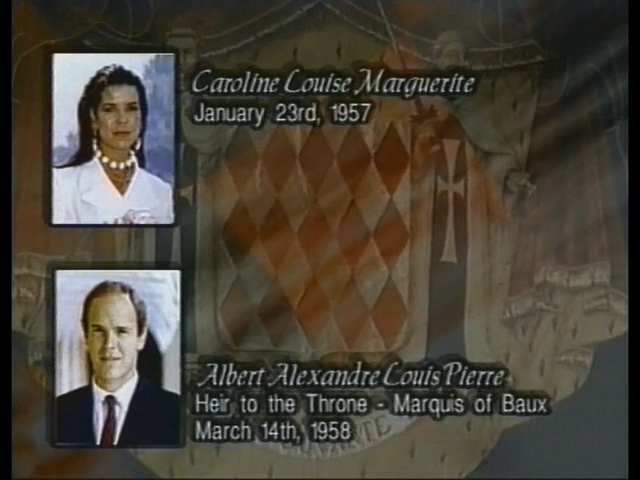 Caroline Louise Marguerite
January 23rd, 1957
Albert Alexandre Louis Pierre
Heir to the Throne - Marquis of Baux
March 14th, 1958